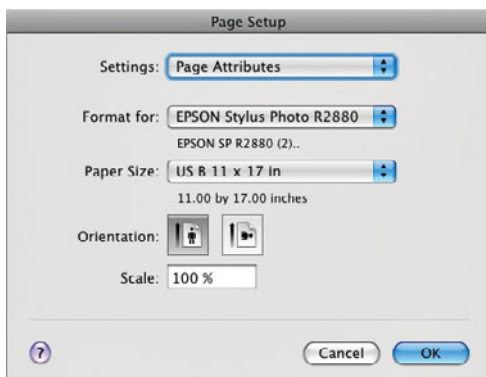 Page Setup
Settings: Page Attributes
Format for: EPSON Stylus Photo R2880
EPSON SP R2880 (2)..
Paper Size: US B 11 x 17 in
11.00 by 17.00 inches
Orientation:
Scale: 100 %
? Cancel OK